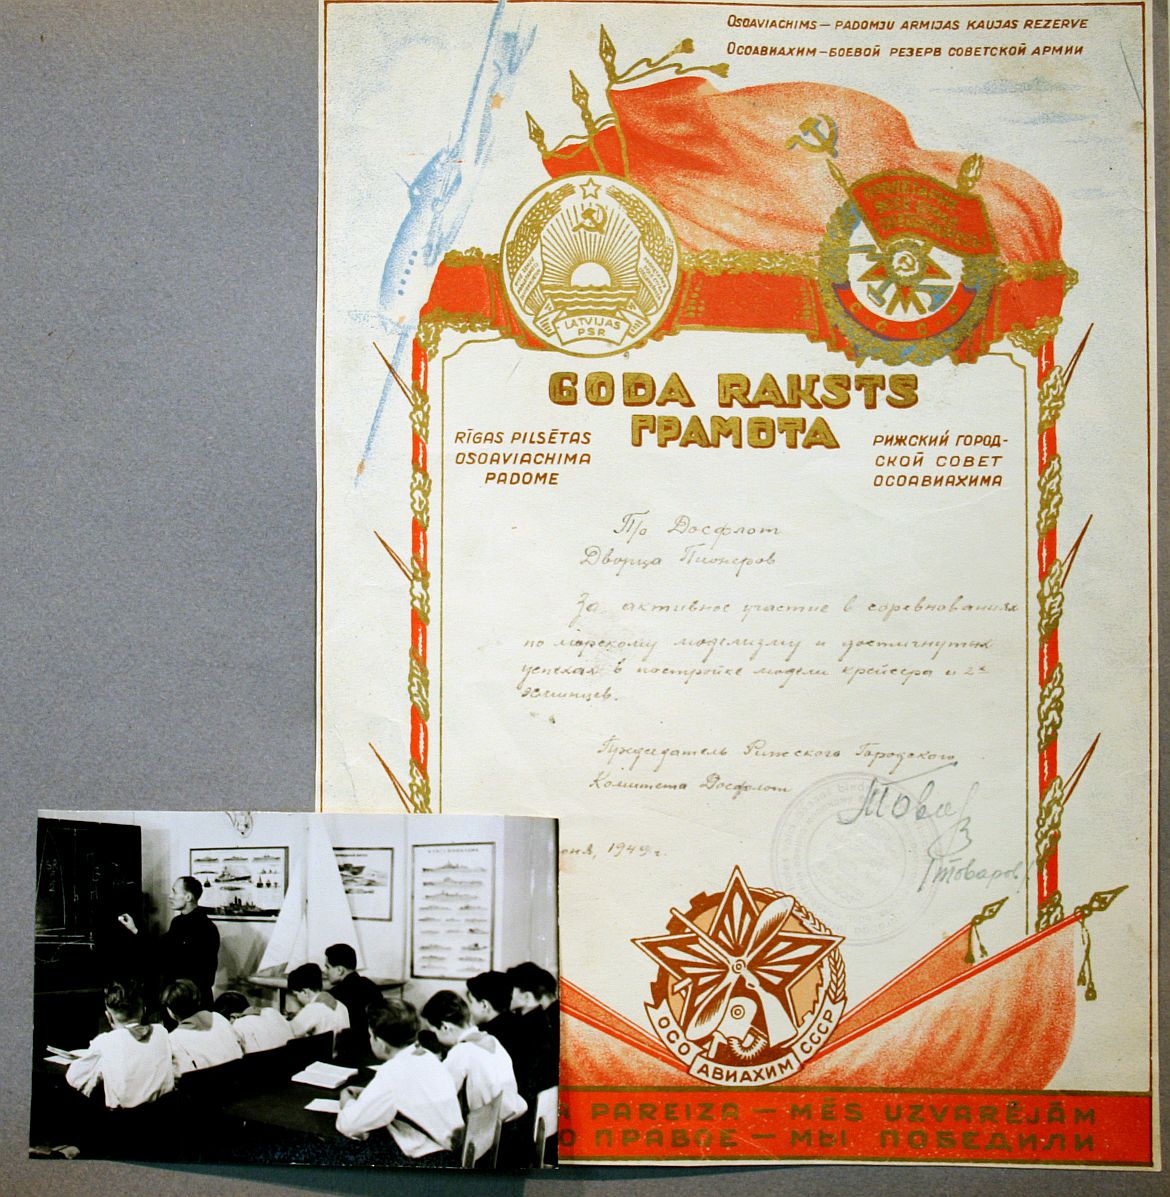 OSOAVIACHIMS — PADOMJU ARMIJAS KAUJAS REZERVE
ОСОАВИАХИМ — БОЕВОЙ РЕЗЕРВ СОВЕТСКОЙ АРМИИ
LATVIJAS
PSR
GODA RAKSTS
ГРАМОТА
RĪGAS PILSĒTAS
OSOAVIACHIMA
PADOME
РИЖСКИЙ ГОРОД-
СКОЙ СОВЕТ
ОСОАВИАХИМА
П/о Досфлот
Дворца Пионеров
За активное участие в соревнованиях
по морскому моделизму и достигнутых
успехах в постройке модели крейсера и 2х
эсминцев.
Председатель Рижского Городского
Комитета Досфлот
1949 г.
(Товаров)
ОСО АВИАХИМ СССР
PAREIZA — MĒS UZVARĒJĀM
ПРАВОЕ — МЫ ПОБЕДИЛИ